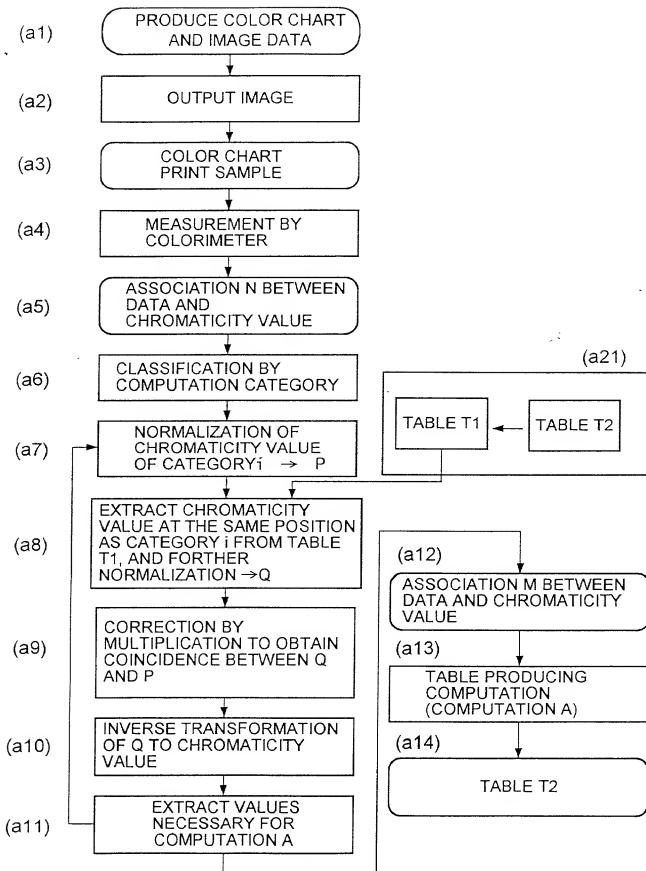 (a1)
PRODUCE COLOR CHART
AND IMAGE DATA
(a2)
OUTPUT IMAGE
(a3)
COLOR CHART
PRINT SAMPLE
(a4)
MEASUREMENT BY
COLORIMETER
(a5)
ASSOCIATION N BETWEEN
DATA AND
CHROMATICITY VALUE
(a6)
CLASSIFICATION BY
COMPUTATION CATEGORY
(a7)
NORMALIZATION OF
CHROMATICITY VALUE
OF CATEGORY i → P
(a21)
TABLE T1
TABLE T2
(a8)
EXTRACT CHROMATICITY
VALUE AT THE SAME POSITION
AS CATEGORY i FROM TABLE
T1, AND FORTHER
NORMALIZATION → Q
(a9)
CORRECTION BY
MULTIPLICATION TO OBTAIN
COINCIDENCE BETWEEN Q
AND P
(a10)
INVERSE TRANSFORMATION
OF Q TO CHROMATICITY
VALUE
(a11)
EXTRACT VALUES
NECESSARY FOR
COMPUTATION A
(a12)
ASSOCIATION M BETWEEN
DATA AND CHROMATICITY
VALUE
(a13)
TABLE PRODUCING
COMPUTATION
(COMPUTATION A)
(a14)
TABLE T2